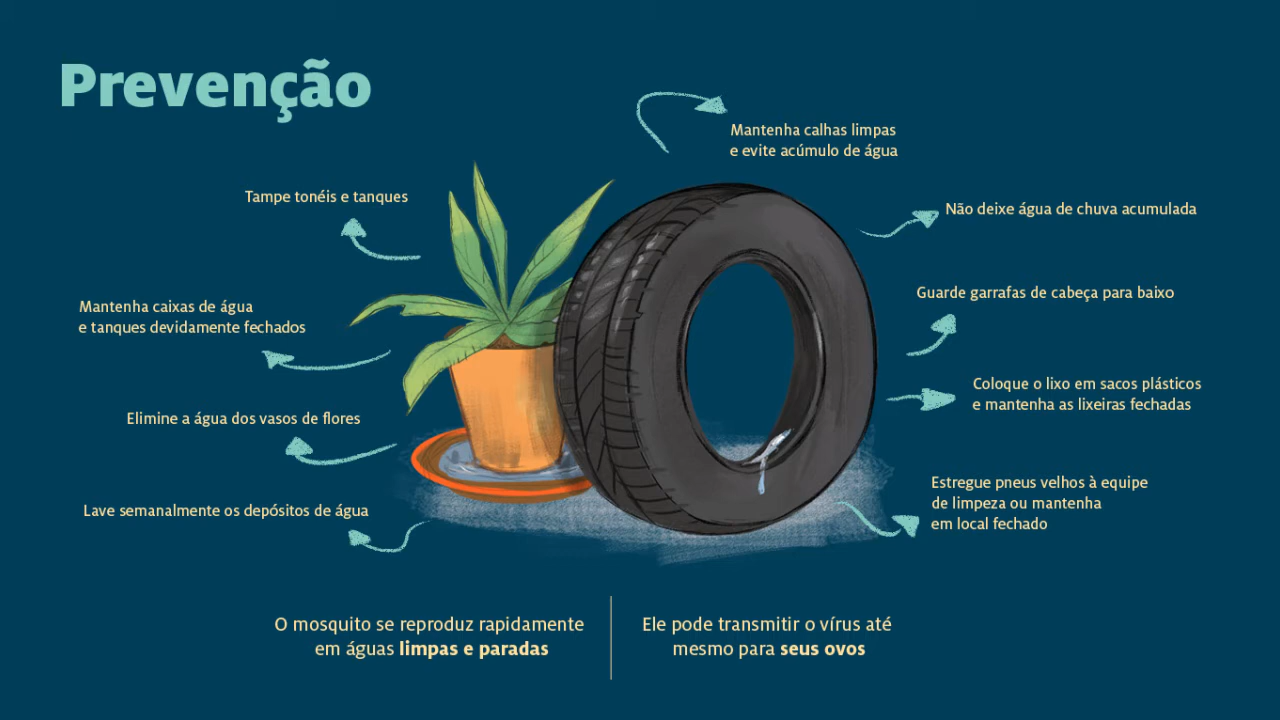 Prevenção
Mantenha calhas limpas
e evite acúmulo de água
Tampe tonéis e tanques
Não deixe água de chuva acumulada
Mantenha caixas de água
e tanques devidamente fechados
Guarde garrafas de cabeça para baixo
Elimine a água dos vasos de flores
Coloque o lixo em sacos plásticos
e mantenha as lixeiras fechadas
Lave semanalmente os depósitos de água
Estregue pneus velhos à equipe
de limpeza ou mantenha
em local fechado
O mosquito se reproduz rapidamente
em águas limpas e paradas
Ele pode transmitir o vírus até
mesmo para seus ovos